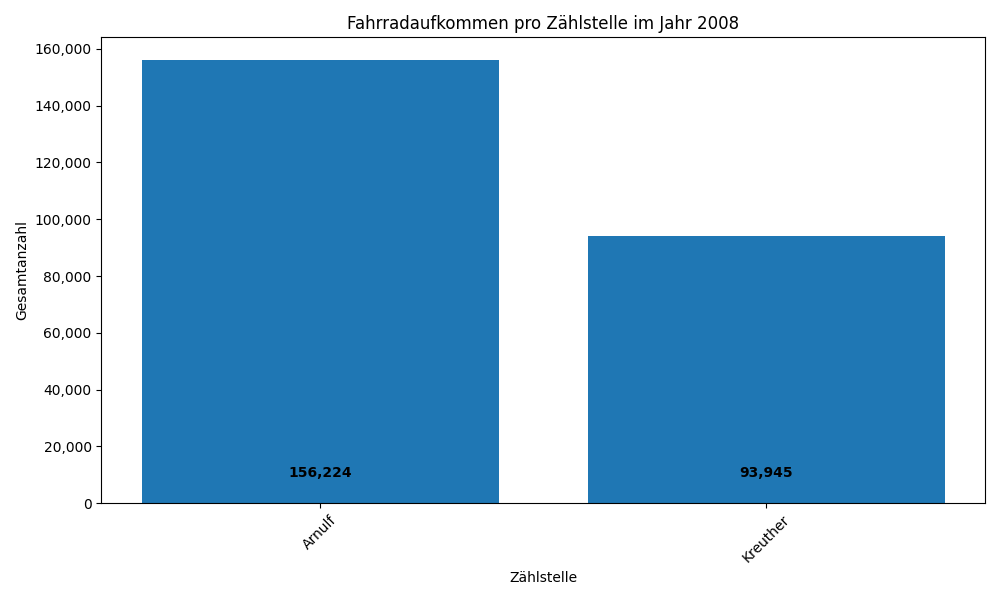 Fahrradaufkommen pro Zählstelle im Jahr 2008
Gesamtanzahl
160,000
140,000
120,000
100,000
80,000
60,000
40,000
20,000
0
156,224
93,945
Arnulf
Kreuther
Zählstelle